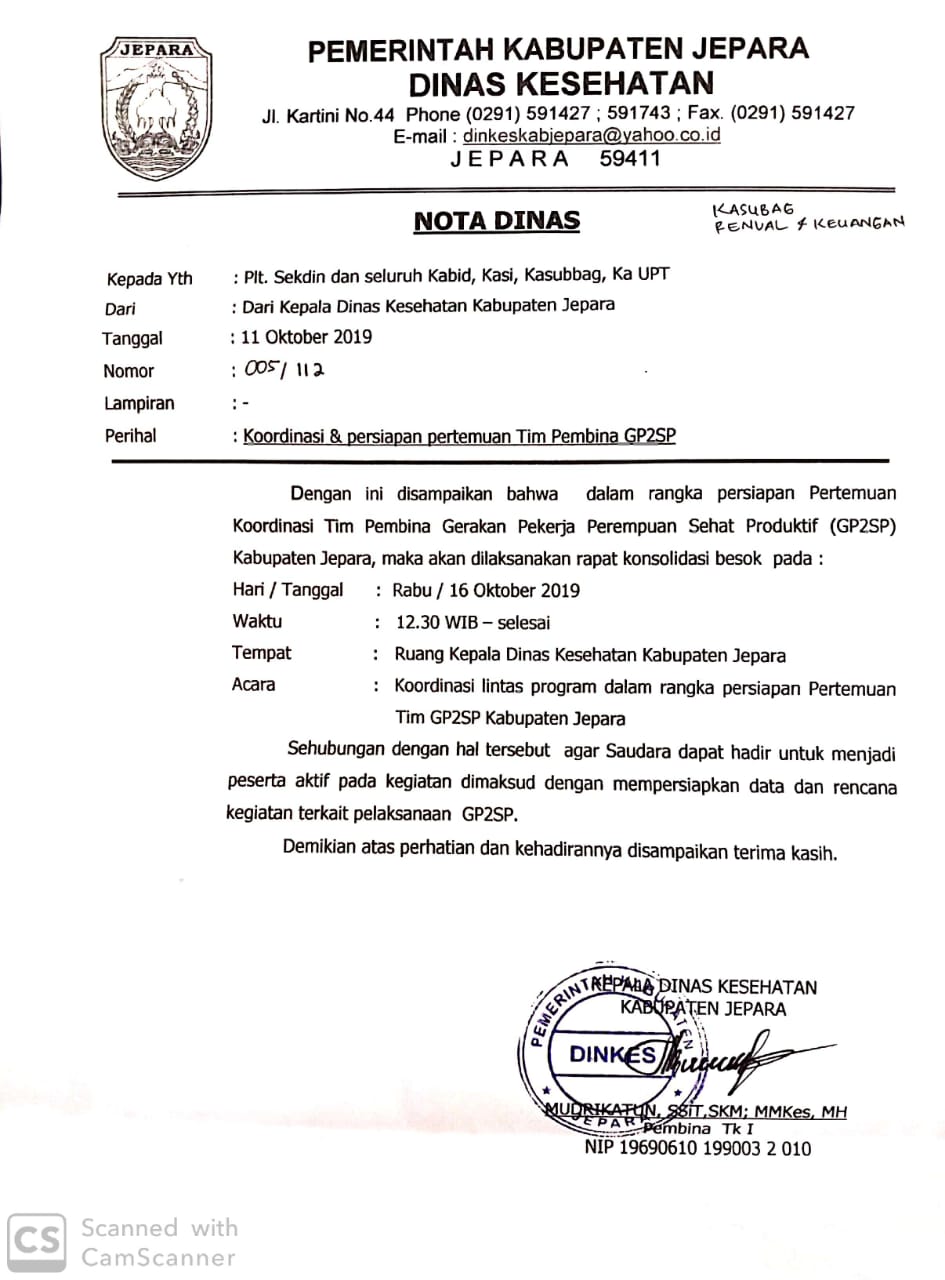 JEPARA
PEMERINTAH KABUPATEN JEPARA
DINAS KESEHATAN
Jl. Kartini No.44 Phone (0291) 591427 ; 591743 ; Fax. (0291) 591427
E-mail : dinkeskabjepara@yahoo.co.id
JEPARA 59411
NOTA DINAS
KASUBAG
RENVAL & KEUANGAN
Kepada Yth : Plt. Sekdin dan seluruh Kabid, Kasi, Kasubbag, Ka UPT
Dari : Dari Kepala Dinas Kesehatan Kabupaten Jepara
Tanggal : 11 Oktober 2019
Nomor : 005/ 112
Lampiran : -
Perihal : Koordinasi & persiapan pertemuan Tim Pembina GP2SP
Dengan ini disampaikan bahwa dalam rangka persiapan Pertemuan
Koordinasi Tim Pembina Gerakan Pekerja Perempuan Sehat Produktif (GP2SP)
Kabupaten Jepara, maka akan dilaksanakan rapat konsolidasi besok pada :
Hari / Tanggal : Rabu / 16 Oktober 2019
Waktu : 12.30 WIB – selesai
Tempat : Ruang Kepala Dinas Kesehatan Kabupaten Jepara
Acara : Koordinasi lintas program dalam rangka persiapan Pertemuan
Tim GP2SP Kabupaten Jepara
Sehubungan dengan hal tersebut agar Saudara dapat hadir untuk menjadi
peserta aktif pada kegiatan dimaksud dengan mempersiapkan data dan rencana
kegiatan terkait pelaksanaan GP2SP.
Demikian atas perhatian dan kehadirannya disampaikan terima kasih.
KEPALA DINAS KESEHATAN
KABUPATEN JEPARA
PEMERINTAH KABUPATEN
DINKES
JEPARA
MUDRIKATUN, SSiT,SKM; MMKes, MH
Pembina Tk I
NIP 19690610 199003 2 010
CS Scanned with
CamScanner